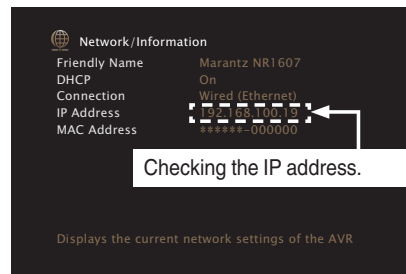 Network/Information
Friendly Name Marantz NR1607
DHCP On
Connection Wired (Ethernet)
IP Address 192.168.100.19
MAC Address ******-000000
Checking the IP address.
Displays the current network settings of the AVR